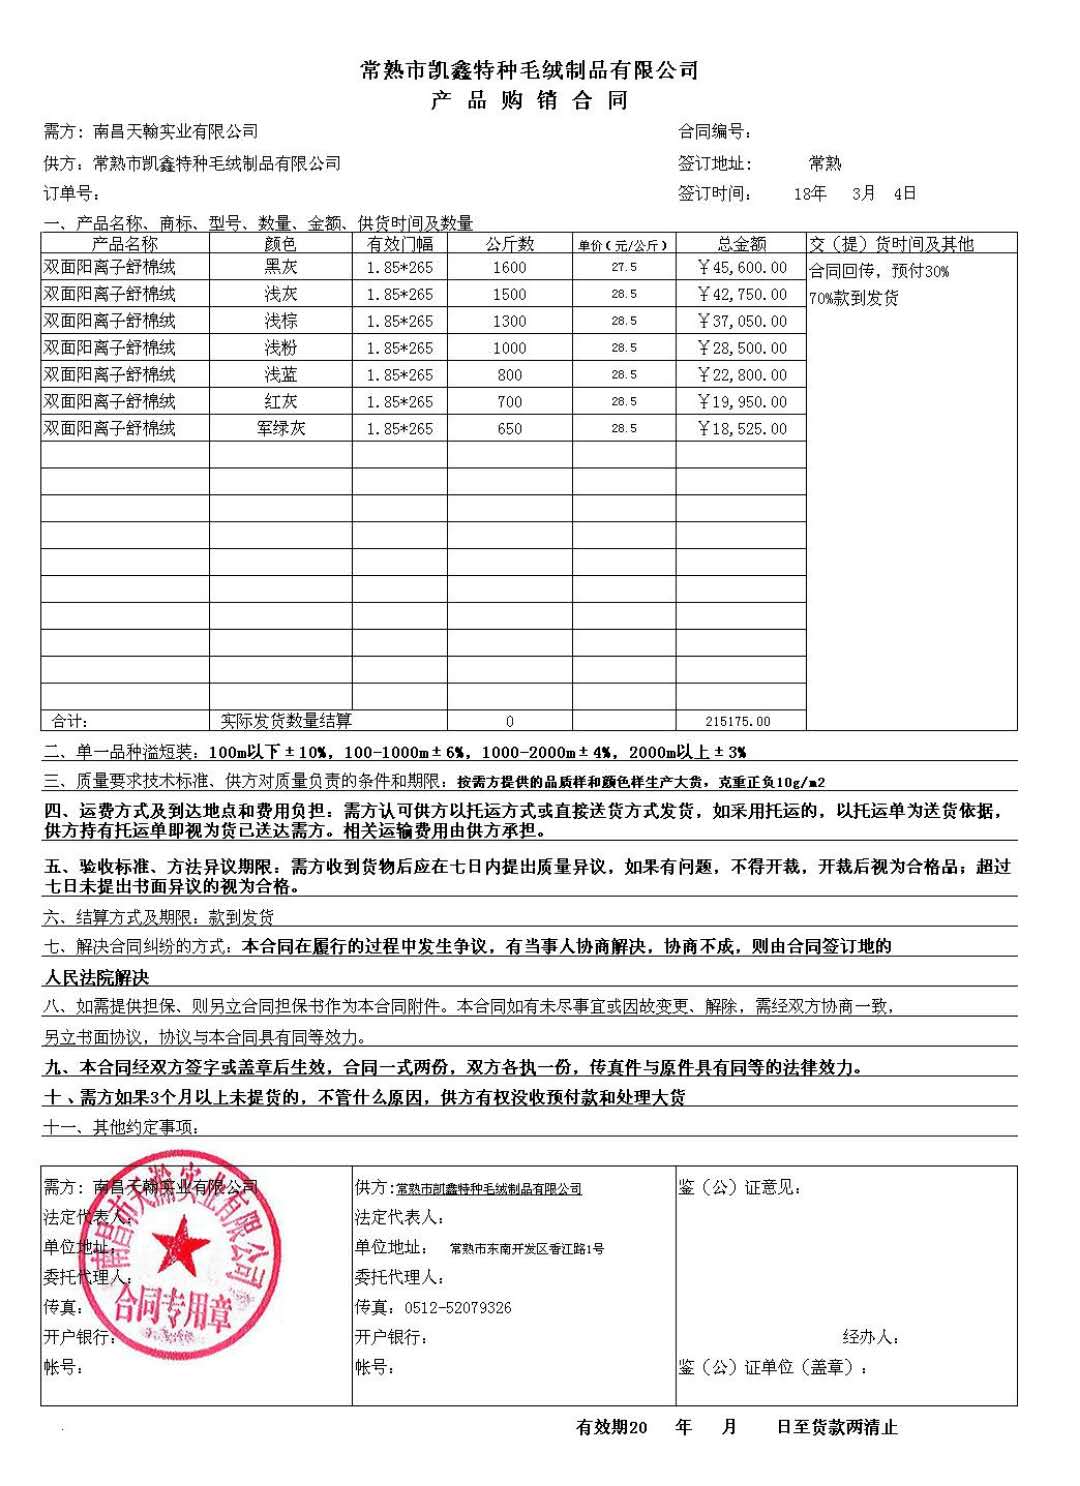 常熟市凯鑫特种毛绒制品有限公司
产 品 购 销 合 同
需方: 南昌天翰实业有限公司 合同编号:
供方: 常熟市凯鑫特种毛绒制品有限公司 签订地址: 常熟
订单号: 签订时间: 18年 3月 4日
一、产品名称、商标、型号、数量、金额、供货时间及数量
产品名称 颜色 有效门幅 公斤数 单价(元/公斤) 总金额 交(提)货时间及其他
双面阳离子舒棉绒 黑灰 1.85*265 1600 27.5 ￥45,600.00 合同回传，预付30%
双面阳离子舒棉绒 浅灰 1.85*265 1500 28.5 ￥42,750.00 70%款到发货
双面阳离子舒棉绒 浅棕 1.85*265 1300 28.5 ￥37,050.00
双面阳离子舒棉绒 浅粉 1.85*265 1000 28.5 ￥28,500.00
双面阳离子舒棉绒 浅蓝 1.85*265 800 28.5 ￥22,800.00
双面阳离子舒棉绒 红灰 1.85*265 700 28.5 ￥19,950.00
双面阳离子舒棉绒 军绿灰 1.85*265 650 28.5 ￥18,525.00
合计: 实际发货数量结算 0 215175.00
二、单一品种溢短装: 100m以下±10%，100-1000m±6%，1000-2000m±4%，2000m以上±3%
三、质量要求技术标准、供方对质量负责的条件和期限: 按需方提供的品质样和颜色样生产大货，克重正负10g/m2
四、运费方式及到达地点和费用负担: 需方认可供方以托运方式或直接送货方式发货，如采用托运的，以托运单为送货依据，
供方持有托运单即视为货已送达需方。相关运输费用由供方承担。
五、验收标准、方法异议期限: 需方收到货物后应在七日内提出质量异议，如果有问题，不得开裁，开裁后视为合格品; 超过
七日未提出书面异议的视为合格。
六、结算方式及期限: 款到发货
七、解决合同纠纷的方式: 本合同在履行的过程中发生争议，有当事人协商解决，协商不成，则由合同签订地的
人民法院解决
八、如需提供担保、则另立合同担保书作为本合同附件。本合同如有未尽事宜或因故变更、解除，需经双方协商一致，
另立书面协议，协议与本合同具有同等效力。
九、本合同经双方签字或盖章后生效，合同一式两份，双方各执一份，传真件与原件具有同等的法律效力。
十、需方如果3个月以上未提货的，不管什么原因，供方有权没收预付款和处理大货
十一、其他约定事项:
需方: 南昌天翰实业有限公司 供方:常熟市凯鑫特种毛绒制品有限公司 鉴（公）证意见:
法定代表人: 法定代表人:
单位地址: 单位地址: 常熟市东南开发区香江路1号
委托代理人: 委托代理人:
传真: 传真: 0512-52079326
开户银行: 开户银行: 经办人:
帐号: 帐号: 鉴（公）证单位（盖章）:
南昌市天瀚实业有限公司
合同专用章
有效期20 年 月 日至货款两清止